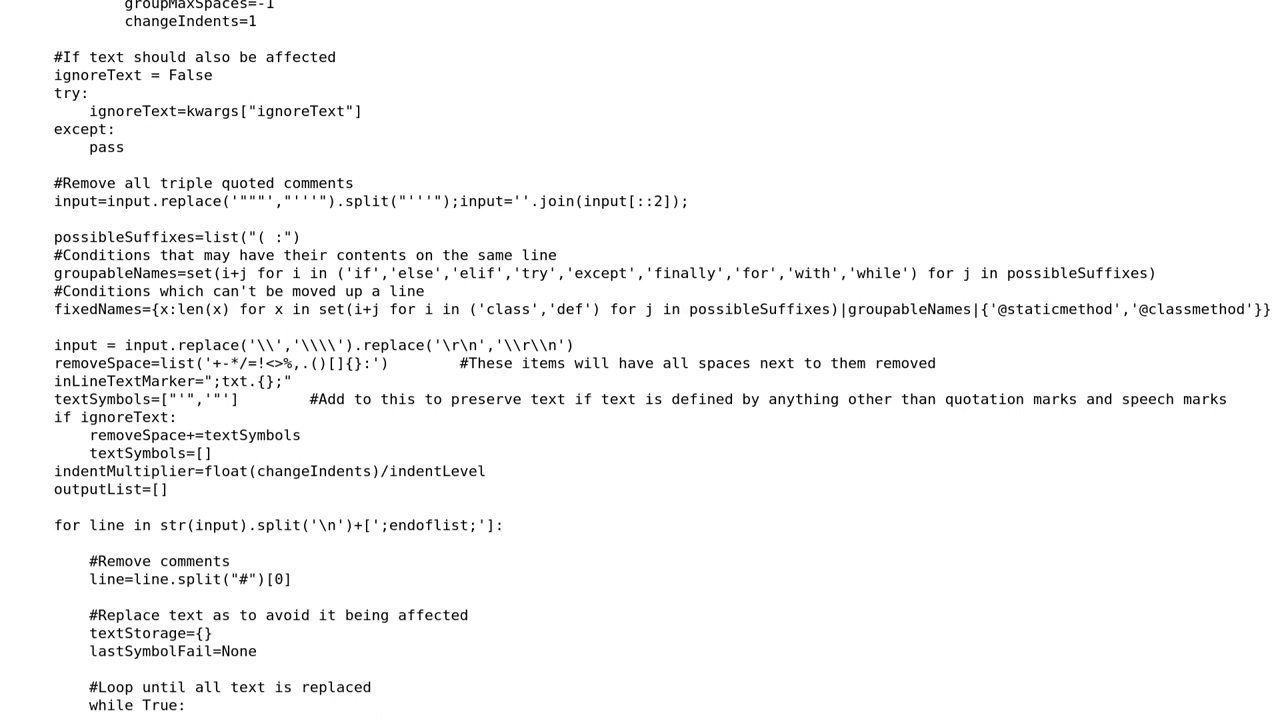 groupMaxSpaces=-1
changeIndents=1
#If text should also be affected
ignoreText = False
try:
ignoreText=kwargs["ignoreText"]
except:
pass
#Remove all triple quoted comments
input=input.replace('"""',"'''").split("'''");input=''.join(input[::2]);
possibleSuffixes=list("( :")
#Conditions that may have their contents on the same line
groupableNames=set(i+j for i in ('if','else','elif','try','except','finally','for','with','while') for j in possibleSuffixes)
#Conditions which can't be moved up a line
fixedNames={x:len(x) for x in set(i+j for i in ('class','def') for j in possibleSuffixes)|groupableNames|{'@staticmethod','@classmethod'}}
input = input.replace('\\','\\\\').replace('\r\n','\\r\\n')
removeSpace=list('+-*/=!<>%,.()[]{}:')        #These items will have all spaces next to them removed
inLineTextMarker=";txt.{};"
textSymbols=["'",'"']        #Add to this to preserve text if text is defined by anything other than quotation marks and speech marks
if ignoreText:
removeSpace+=textSymbols
textSymbols=[]
indentMultiplier=float(changeIndents)/indentLevel
outputList=[]
for line in str(input).split('\n')+[';endoflist;']:
#Remove comments
line=line.split("#")[0]
#Replace text as to avoid it being affected
textStorage={}
lastSymbolFail=None
#Loop until all text is replaced
while True: